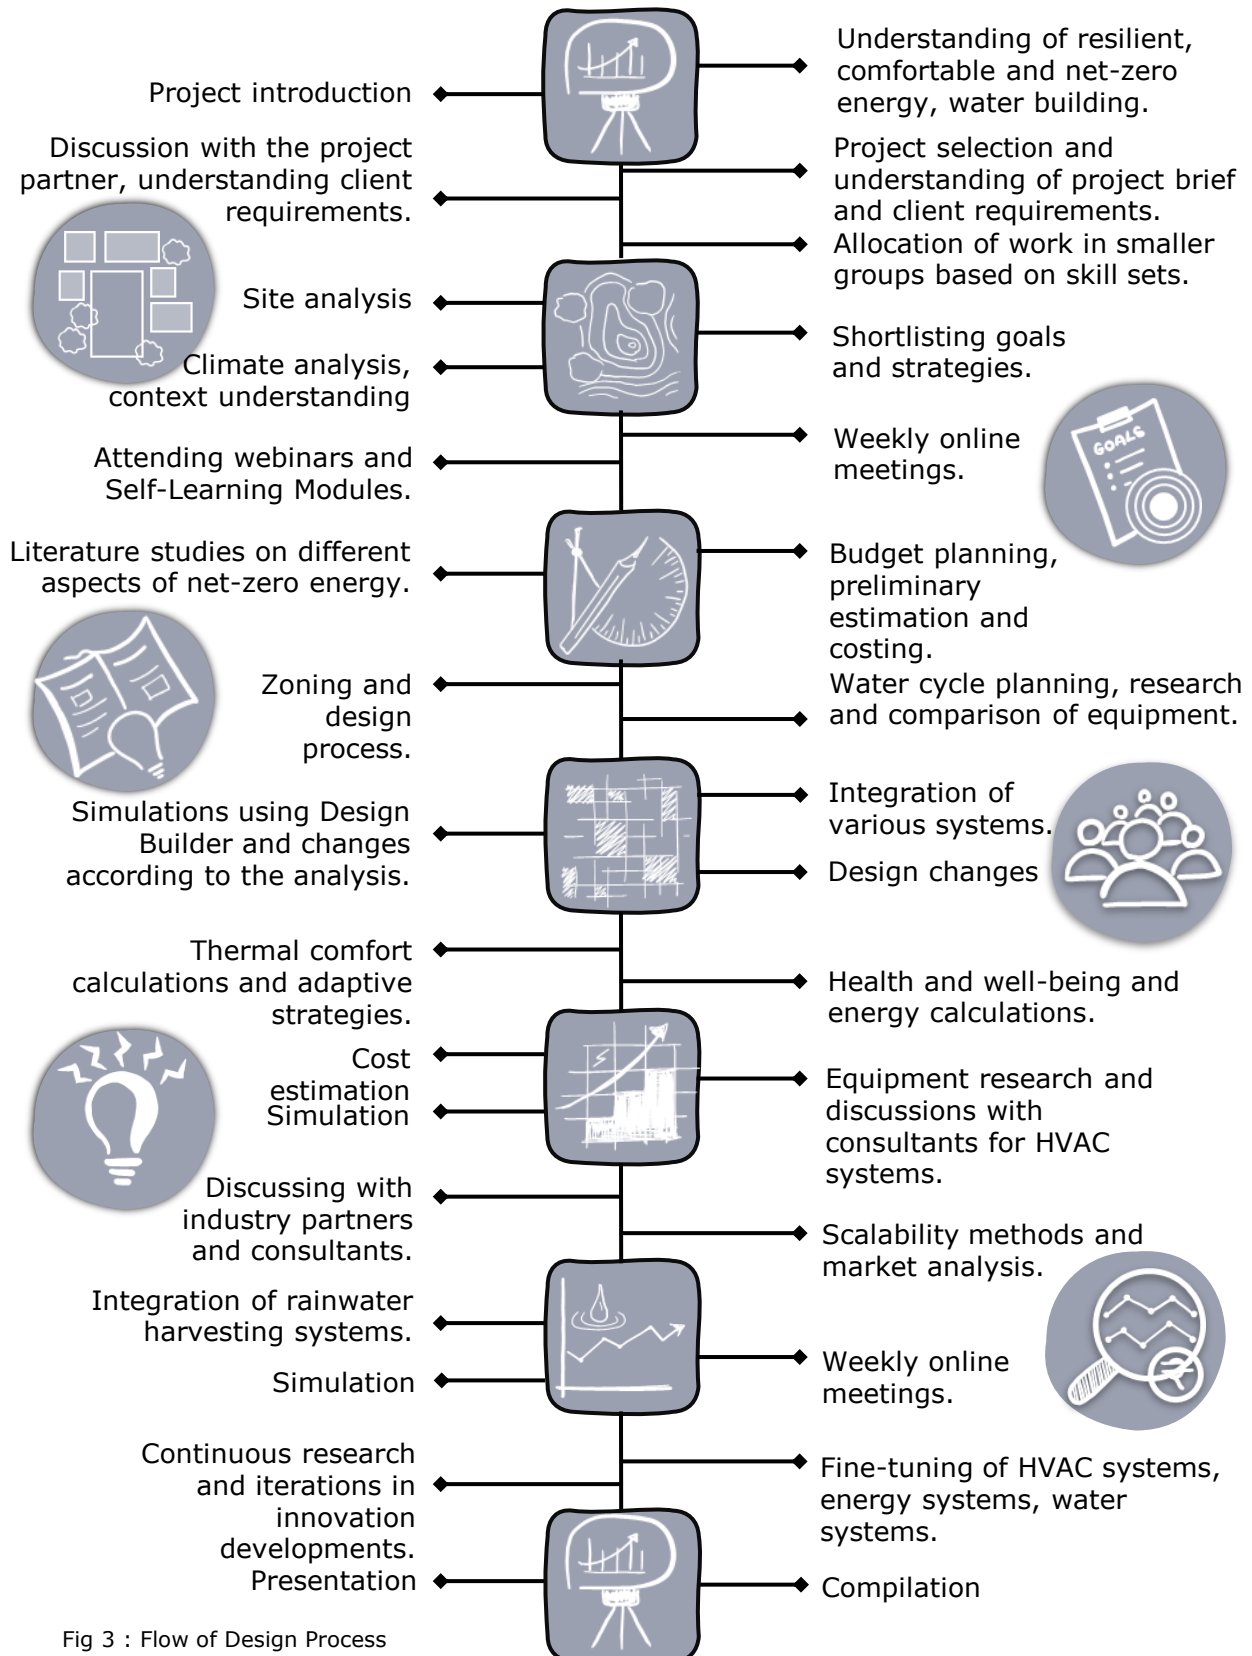 Understanding of resilient,
comfortable and net-zero
energy, water building.
Project introduction
Discussion with the project
partner, understanding client
requirements.
Project selection and
understanding of project brief
and client requirements.
Allocation of work in smaller
groups based on skill sets.
Site analysis
Shortlisting goals
and strategies.
Climate analysis,
context understanding
Weekly online
meetings.
GOALS
Attending webinars and
Self-Learning Modules.
Literature studies on different
aspects of net-zero energy.
Budget planning,
preliminary
estimation and
costing.
Zoning and
design
process.
Water cycle planning, research
and comparison of equipment.
Simulations using Design
Builder and changes
according to the analysis.
Integration of
various systems.
Design changes
Thermal comfort
calculations and adaptive
strategies.
Health and well-being and
energy calculations.
Cost
estimation
Simulation
Equipment research and
discussions with
consultants for HVAC
systems.
Discussing with
industry partners
and consultants.
Scalability methods and
market analysis.
Integration of rainwater
harvesting systems.
Simulation
Weekly online
meetings.
Continuous research
and iterations in
innovation
developments.
Fine-tuning of HVAC systems,
energy systems, water
systems.
Presentation
Compilation
Fig 3 : Flow of Design Process